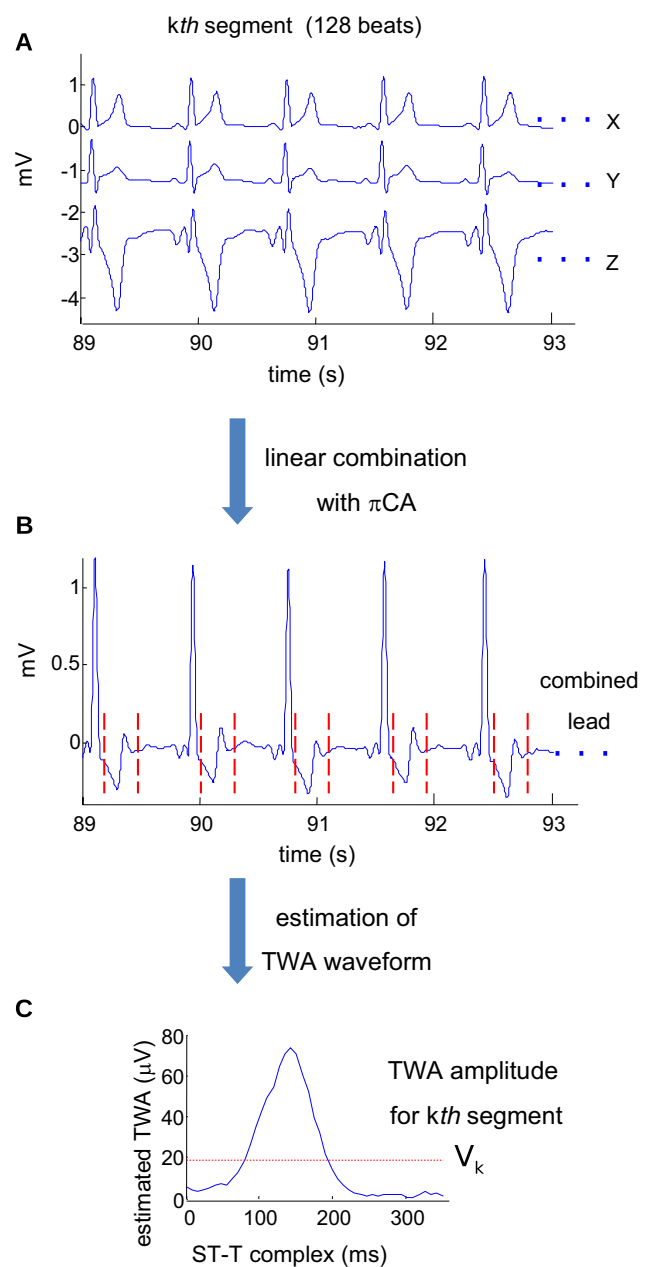 kth segment (128 beats)
A
1
0
-1
-2
-3
-4
mV
X
Y
Z
89 90 91 92 93
time (s)
linear combination
with πCA
B
1
0.5
0
mV
combined
lead
89 90 91 92 93
time (s)
estimation of
TWA waveform
C
80
60
40
20
0
estimated TWA (μV)
TWA amplitude
for kth segment
Vk
0 100 200 300
ST-T complex (ms)